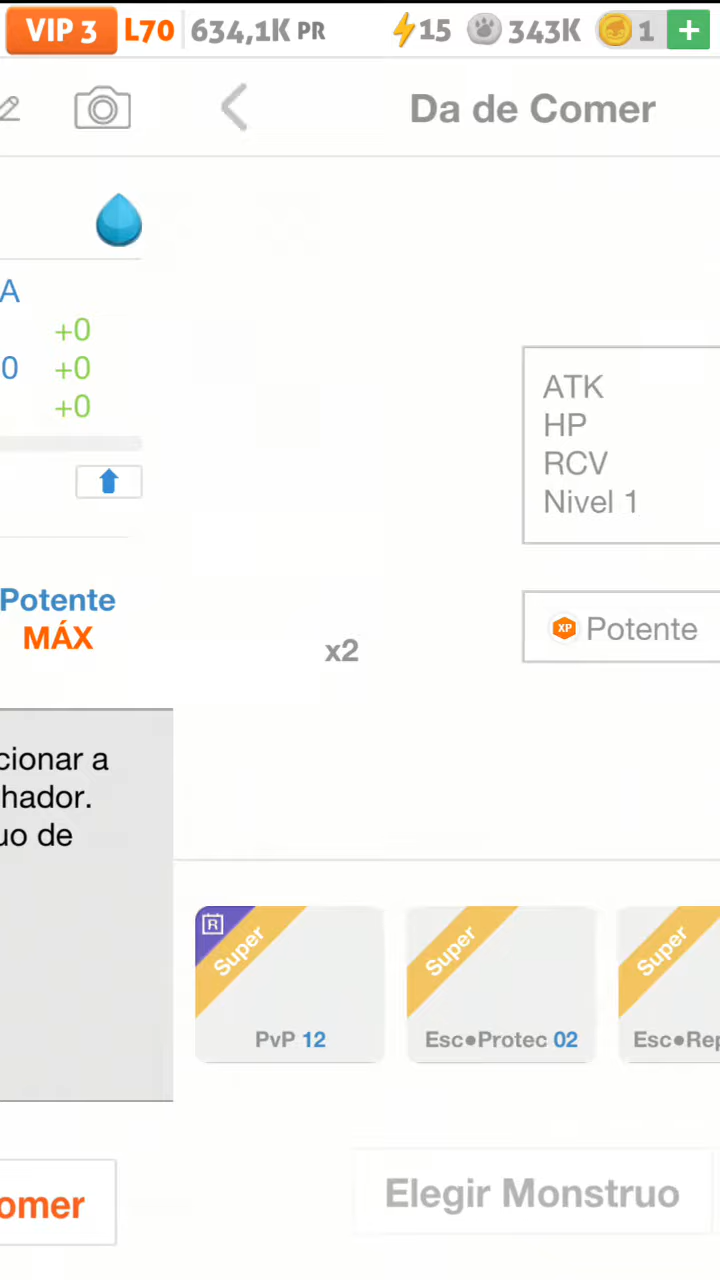 VIP 3 L70 634,1K PR 15 343K 1 +
Da de Comer
A
+0
0 +0
+0
ATK
HP
RCV
Nivel 1
Potente
MÁX
XP Potente
x2
cionar a
hador.
uo de
R Super
PvP 12
Super
Esc●Protec 02
Super
Esc●Rep
omer
Elegir Monstruo